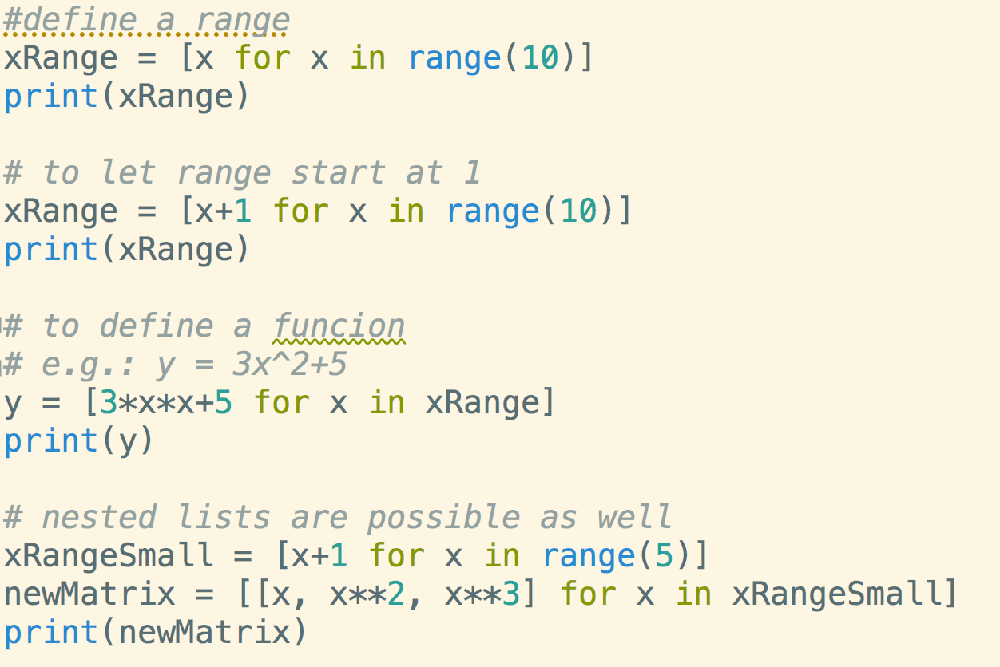 #define a range
xRange = [x for x in range(10)]
print(xRange)
# to let range start at 1
xRange = [x+1 for x in range(10)]
print(xRange)
# to define a funcion
# e.g.: y = 3x^2+5
y = [3*x*x+5 for x in xRange]
print(y)
# nested lists are possible as well
xRangeSmall = [x+1 for x in range(5)]
newMatrix = [[x, x**2, x**3] for x in xRangeSmall]
print(newMatrix)